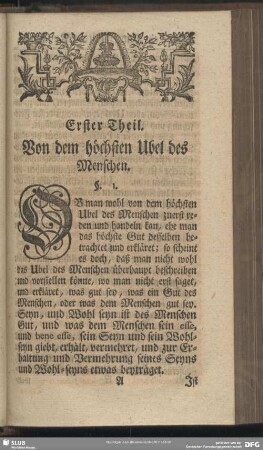 Erster Theil.
Von dem höchsten Ubel des
Menschen.
§. 1.
OB man wohl von dem höchsten
Ubel des Menschen zuerst re-
den und handeln kan, ehe man
das höchste Gut desselben be-
trachtet und erkläret; so scheint
es doch, daß man nicht wohl
das Ubel des Menschen überhaupt beschreiben
und vorstellen könne, wo man nicht erst saget,
und erkläret, was gut sey, was ein Gut des
Menschen, oder was dem Menschen gut sey.
Seyn, und Wohl seyn ist des Menschen
Gut, und was dem Menschen sein esse,
und bene esse, sein Seyn und sein Wohl-
seyn giebt, erhält, vermehret, und zur Er-
haltung und Vermehrung seines Seyns
und Wohl-seyns etwas beyträget.
A Ist
SLUB